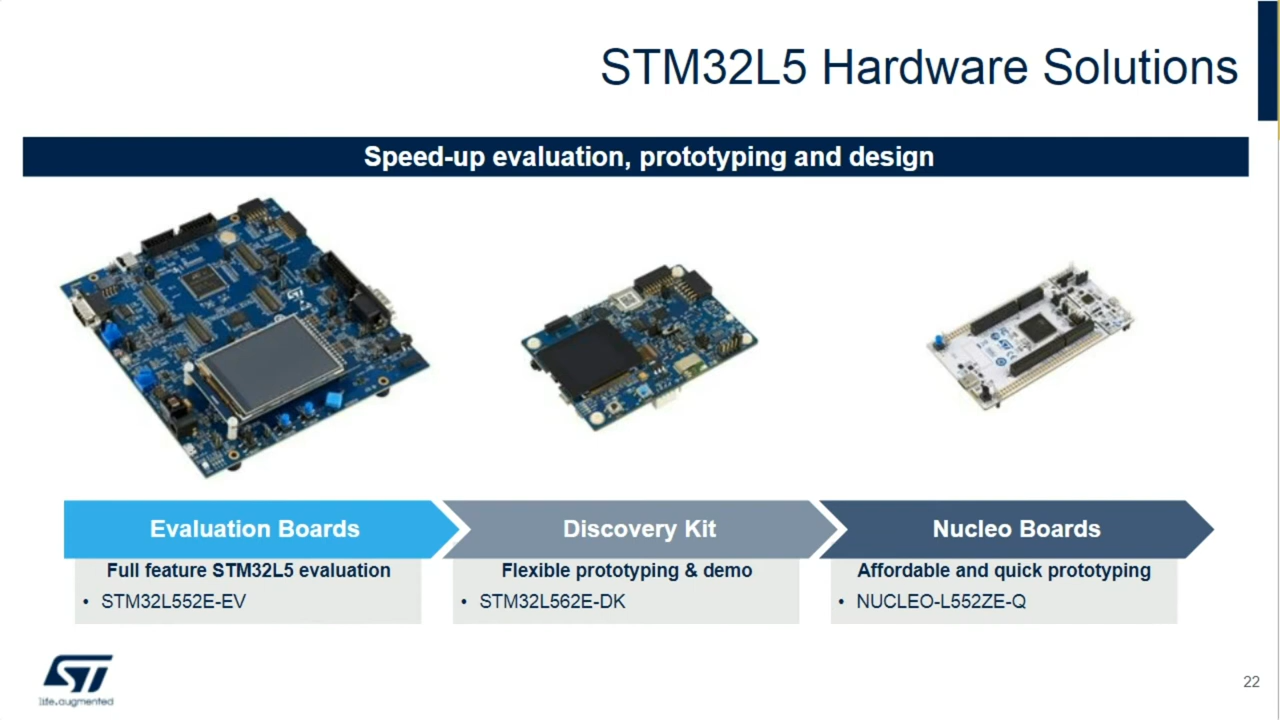 STM32L5 Hardware Solutions
Speed-up evaluation, prototyping and design
Evaluation Boards
Discovery Kit
Nucleo Boards
Full feature STM32L5 evaluation
• STM32L552E-EV
Flexible prototyping & demo
• STM32L562E-DK
Affordable and quick prototyping
• NUCLEO-L552ZE-Q
ST
life.augmented
22